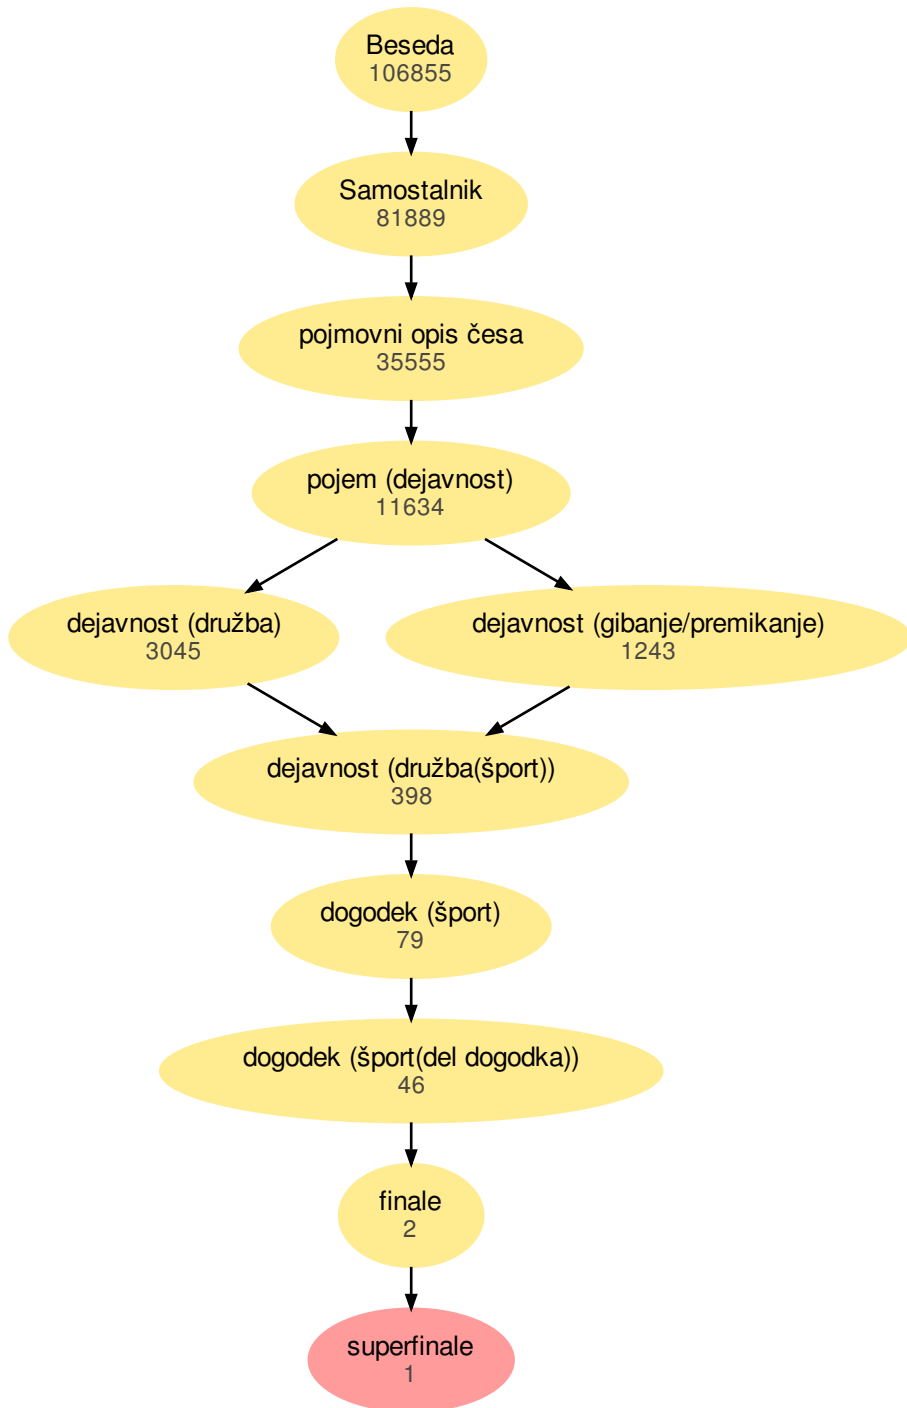 Beseda
106855
Samostalnik
81889
pojmovni opis česa
35555
pojem (dejavnost)
11634
dejavnost (družba)
3045
dejavnost (gibanje/premikanje)
1243
dejavnost (družba(šport))
398
dogodek (šport)
79
dogodek (šport(del dogodka))
46
finale
2
superfinale
1